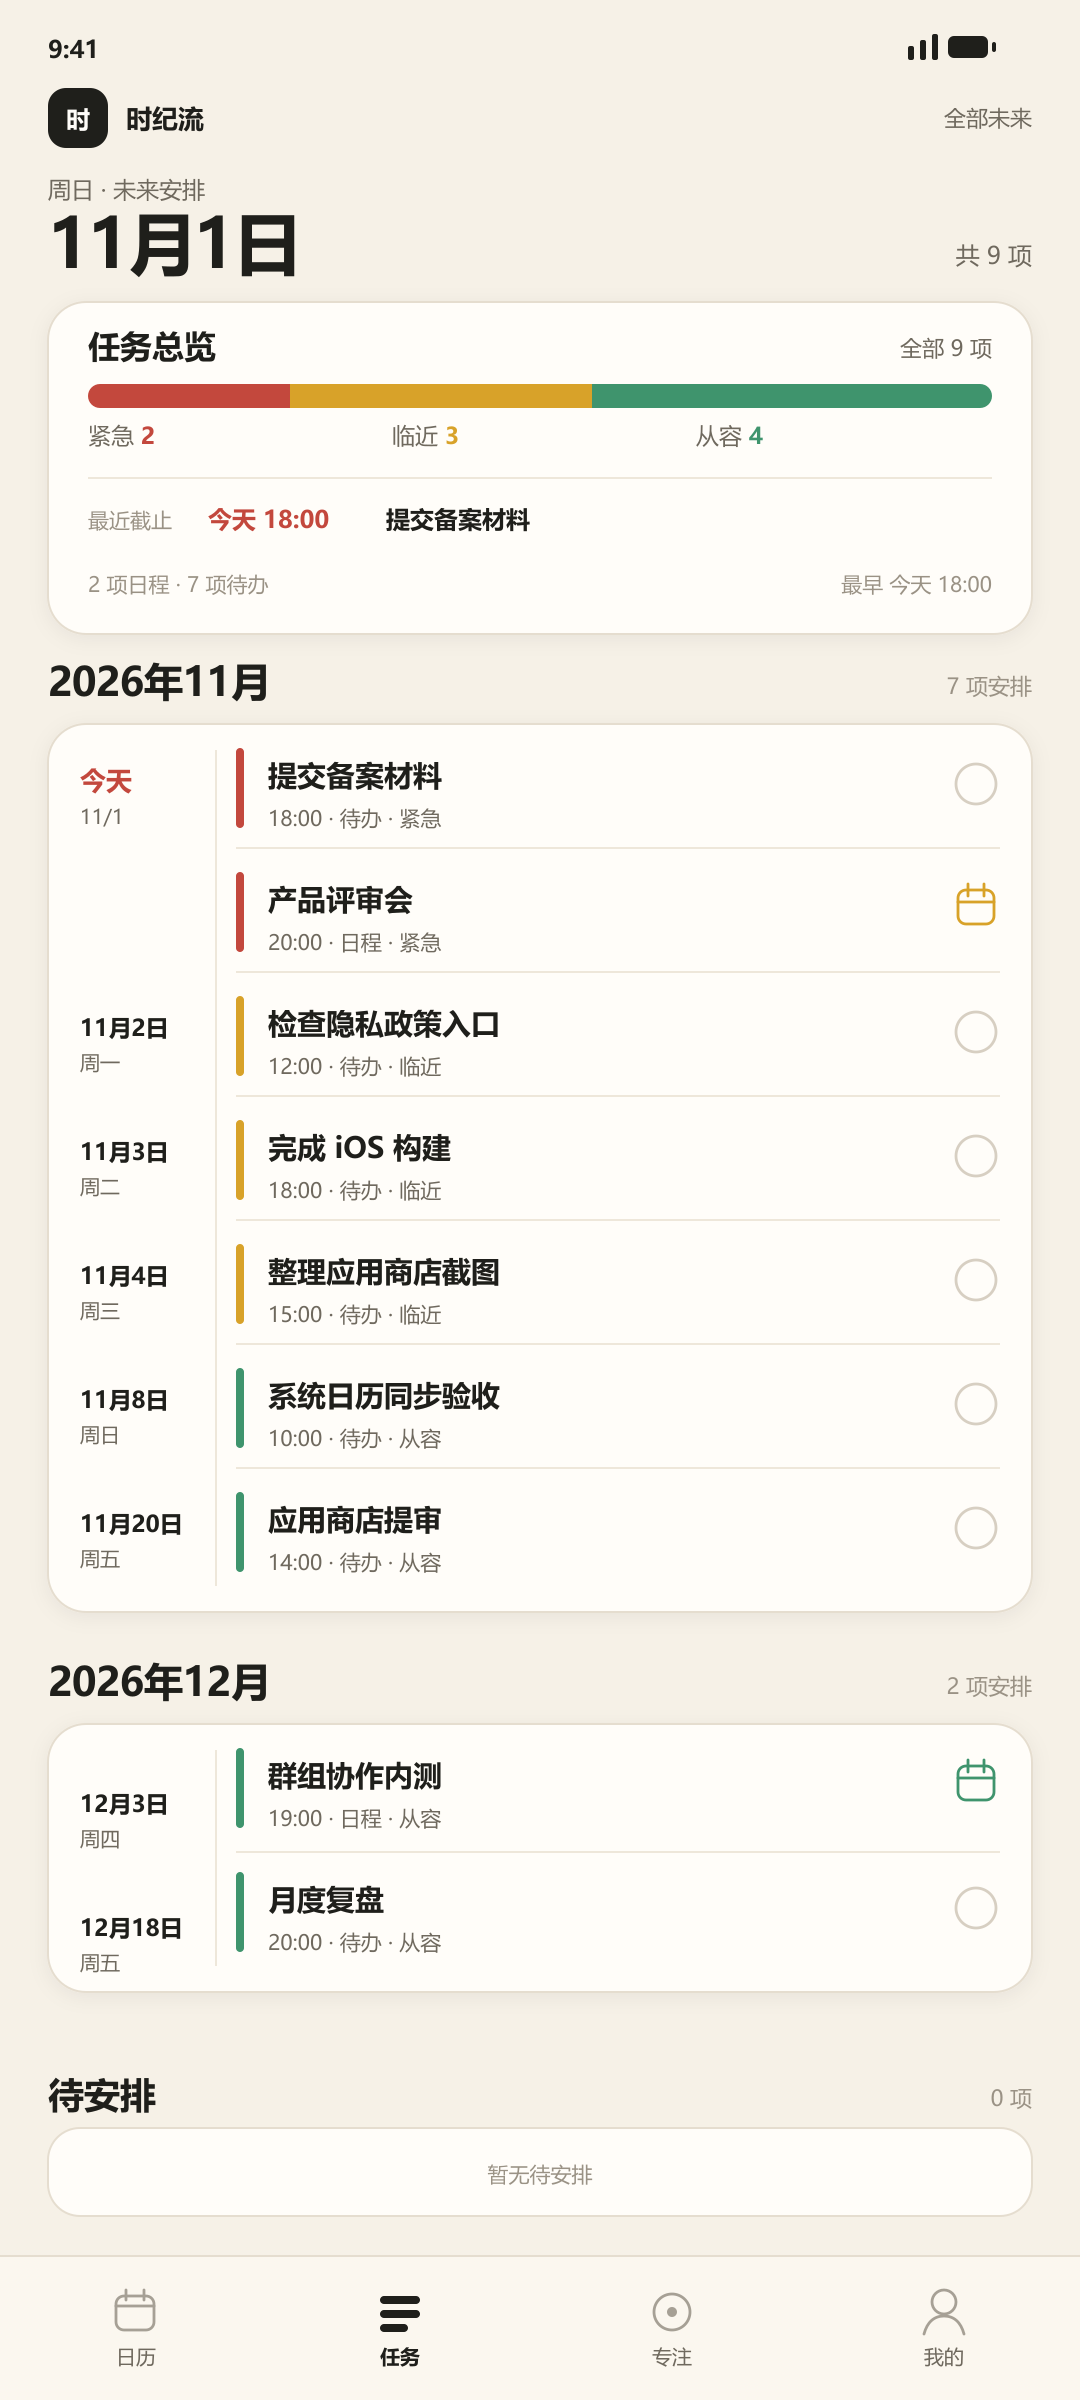 9:41
时 时纪流 全部未来
周日 · 未来安排
11月1日 共 9 项
任务总览 全部 9 项
紧急 2 临近 3 从容 4
最近截止 今天 18:00 提交备案材料
2 项日程 · 7 项待办 最早 今天 18:00
2026年11月 7 项安排
今天 提交备案材料
11/1 18:00 · 待办 · 紧急
产品评审会
20:00 · 日程 · 紧急
11月2日 检查隐私政策入口
周一 12:00 · 待办 · 临近
11月3日 完成 iOS 构建
周二 18:00 · 待办 · 临近
11月4日 整理应用商店截图
周三 15:00 · 待办 · 临近
11月8日 系统日历同步验收
周日 10:00 · 待办 · 从容
11月20日 应用商店提审
周五 14:00 · 待办 · 从容
2026年12月 2 项安排
12月3日 群组协作内测
周四 19:00 · 日程 · 从容
12月18日 月度复盘
周五 20:00 · 待办 · 从容
待安排 0 项
暂无待安排
日历 任务 专注 我的